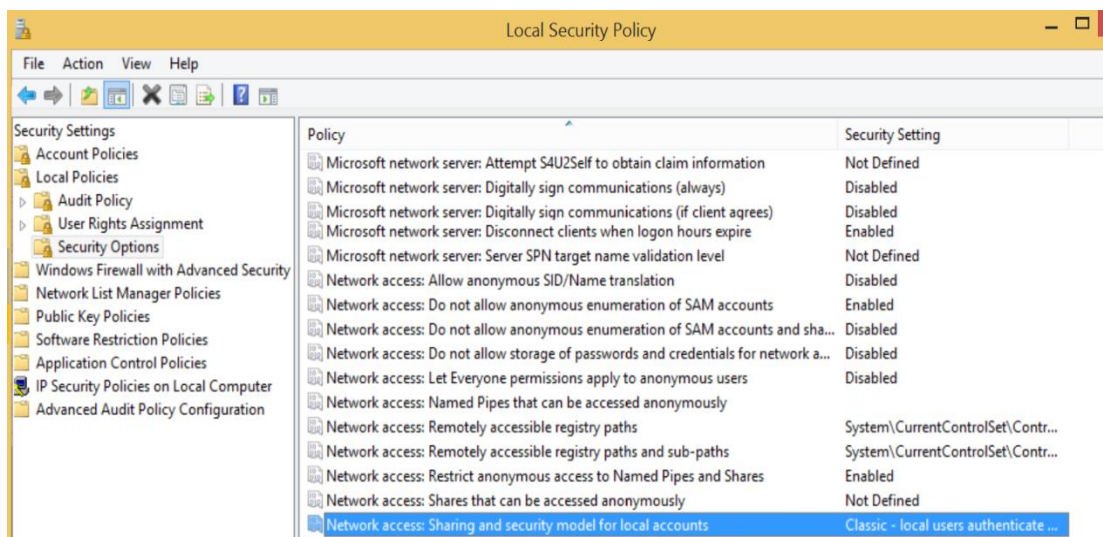 Local Security Policy
File Action View Help
Security Settings
Account Policies
Local Policies
Audit Policy
User Rights Assignment
Security Options
Windows Firewall with Advanced Security
Network List Manager Policies
Public Key Policies
Software Restriction Policies
Application Control Policies
IP Security Policies on Local Computer
Advanced Audit Policy Configuration
Policy Security Setting
Microsoft network server: Attempt S4U2Self to obtain claim information Not Defined
Microsoft network server: Digitally sign communications (always) Disabled
Microsoft network server: Digitally sign communications (if client agrees) Disabled
Microsoft network server: Disconnect clients when logon hours expire Enabled
Microsoft network server: Server SPN target name validation level Not Defined
Network access: Allow anonymous SID/Name translation Disabled
Network access: Do not allow anonymous enumeration of SAM accounts Enabled
Network access: Do not allow anonymous enumeration of SAM accounts and sha... Disabled
Network access: Do not allow storage of passwords and credentials for network a... Disabled
Network access: Let Everyone permissions apply to anonymous users Disabled
Network access: Named Pipes that can be accessed anonymously
Network access: Remotely accessible registry paths System\CurrentControlSet\Contr...
Network access: Remotely accessible registry paths and sub-paths System\CurrentControlSet\Contr...
Network access: Restrict anonymous access to Named Pipes and Shares Enabled
Network access: Shares that can be accessed anonymously Not Defined
Network access: Sharing and security model for local accounts Classic - local users authenticate ...